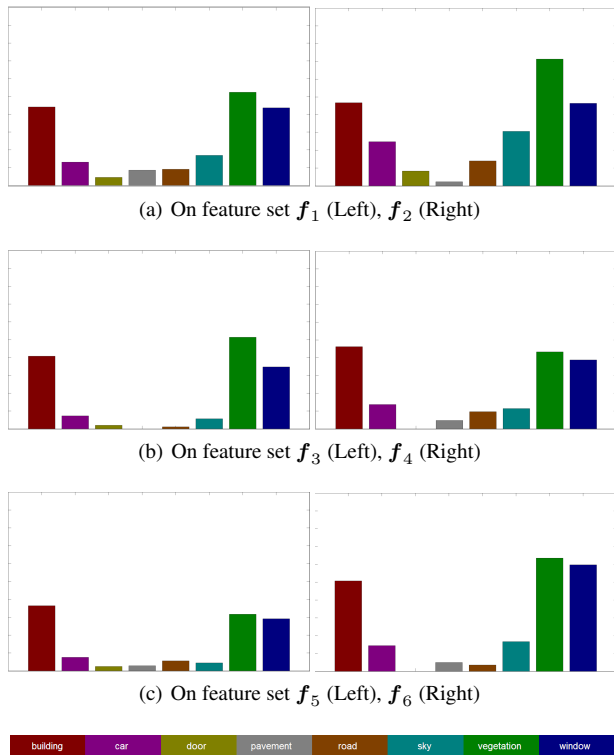 (a) On feature set f₁ (Left), f₂ (Right)
(b) On feature set f₃ (Left), f₄ (Right)
(c) On feature set f₅ (Left), f₆ (Right)
building car door pavement road sky vegetation window